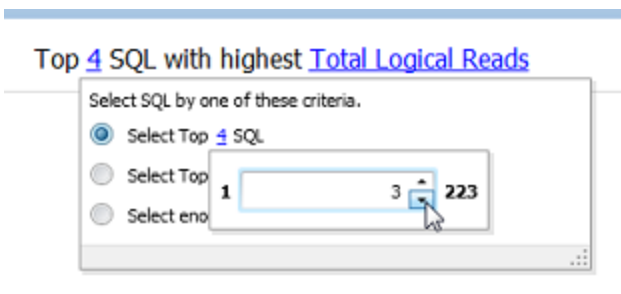 Top 4 SQL with highest Total Logical Reads
Select SQL by one of these criteria.
Select Top 4 SQL
Select Top
1 3 223
Select eno